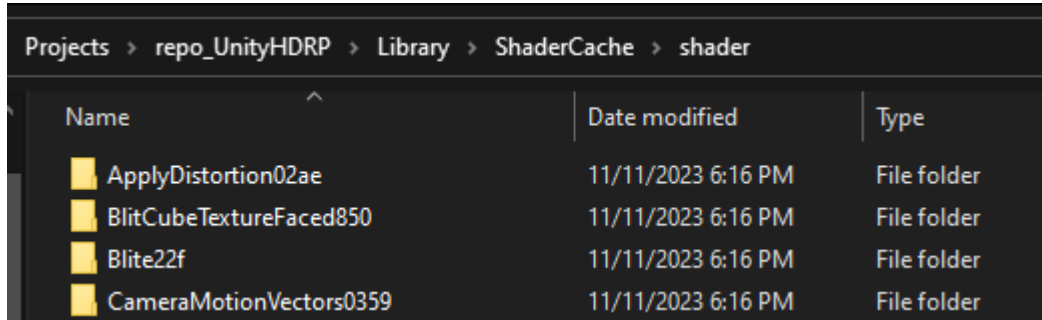 Projects > repo_UnityHDRP > Library > ShaderCache > shader
Name Date modified Type
ApplyDistortion02ae 11/11/2023 6:16 PM File folder
BlitCubeTextureFaced850 11/11/2023 6:16 PM File folder
Blite22f 11/11/2023 6:16 PM File folder
CameraMotionVectors0359 11/11/2023 6:16 PM File folder